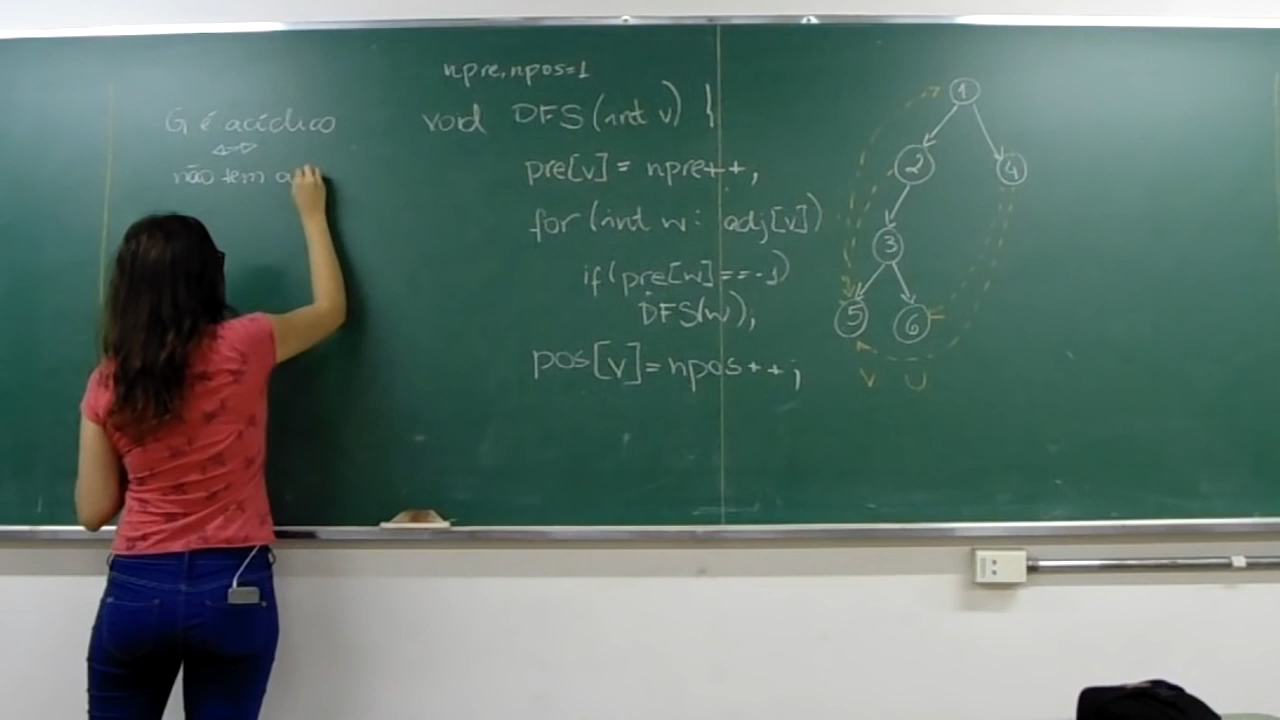 G é acíclico
⟺
não tem a
npre, npos=1
void DFS(int v) {
pre[v] = npre++;
for (int w: adj[v])
if(pre[w]==-1)
DFS(w);
pos[v]=npos++;
1
2
4
3
5
6
V U